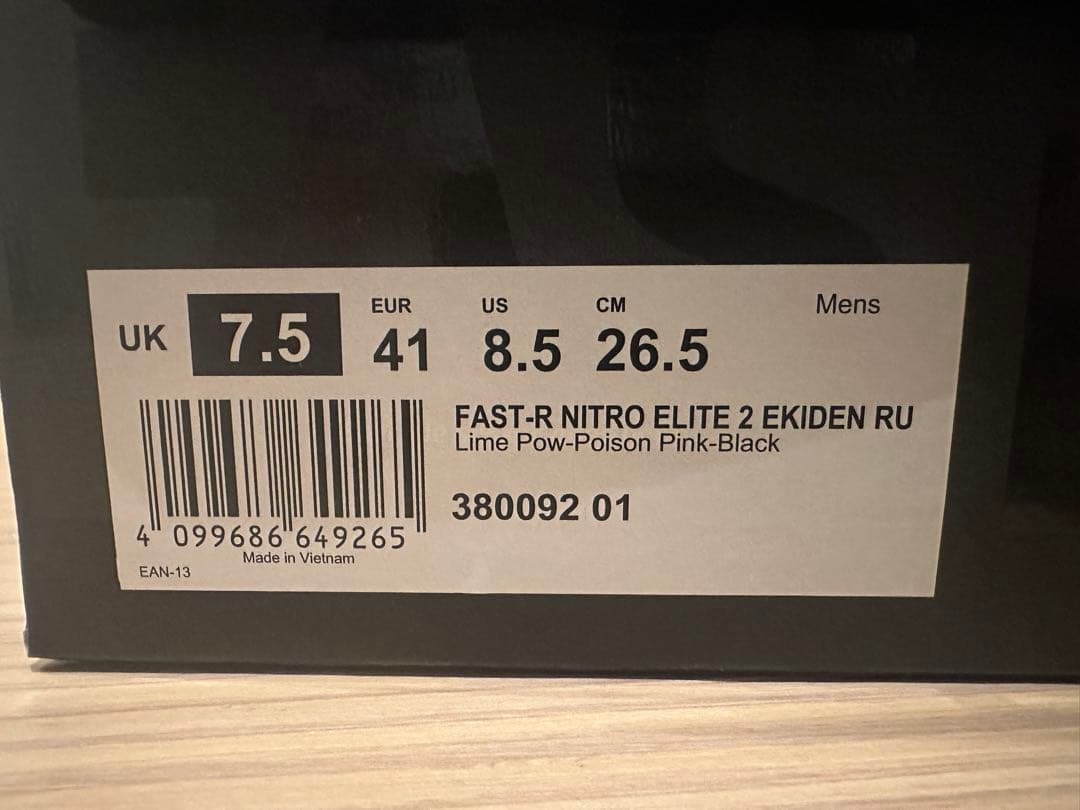 EUR US CM Mens
UK 7.5 41 8.5 26.5
FAST-R NITRO ELITE 2 EKIDEN RU
Lime Pow-Poison Pink-Black
380092 01
4 099686 649265
Made in Vietnam
EAN-13